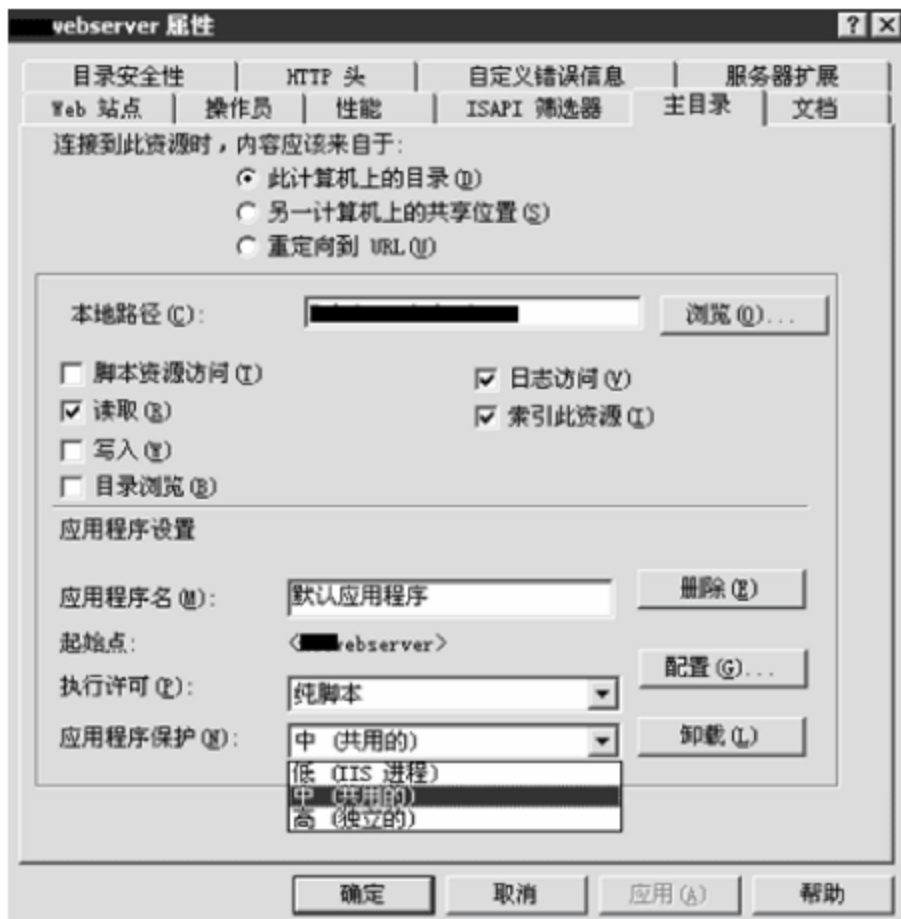 webserver 属性
目录安全性 HTTP 头 自定义错误信息 服务器扩展
Web 站点 操作员 性能 ISAPI 筛选器 主目录 文档
连接到此资源时，内容应该来自于:
此计算机上的目录(D)
另一计算机上的共享位置(S)
重定向到 URL(U)
本地路径(C): 浏览(O)...
脚本资源访问(T) 日志访问(V)
读取(R) 索引此资源(I)
写入(W)
目录浏览(B)
应用程序设置
应用程序名(M): 默认应用程序 删除(E)
起始点: <webserver>
配置(G)...
执行许可(P): 纯脚本
应用程序保护(N): 中 (共用的) 卸载(L)
低 (IIS 进程)
中 (共用的)
高 (独立的)
确定 取消 应用(A) 帮助